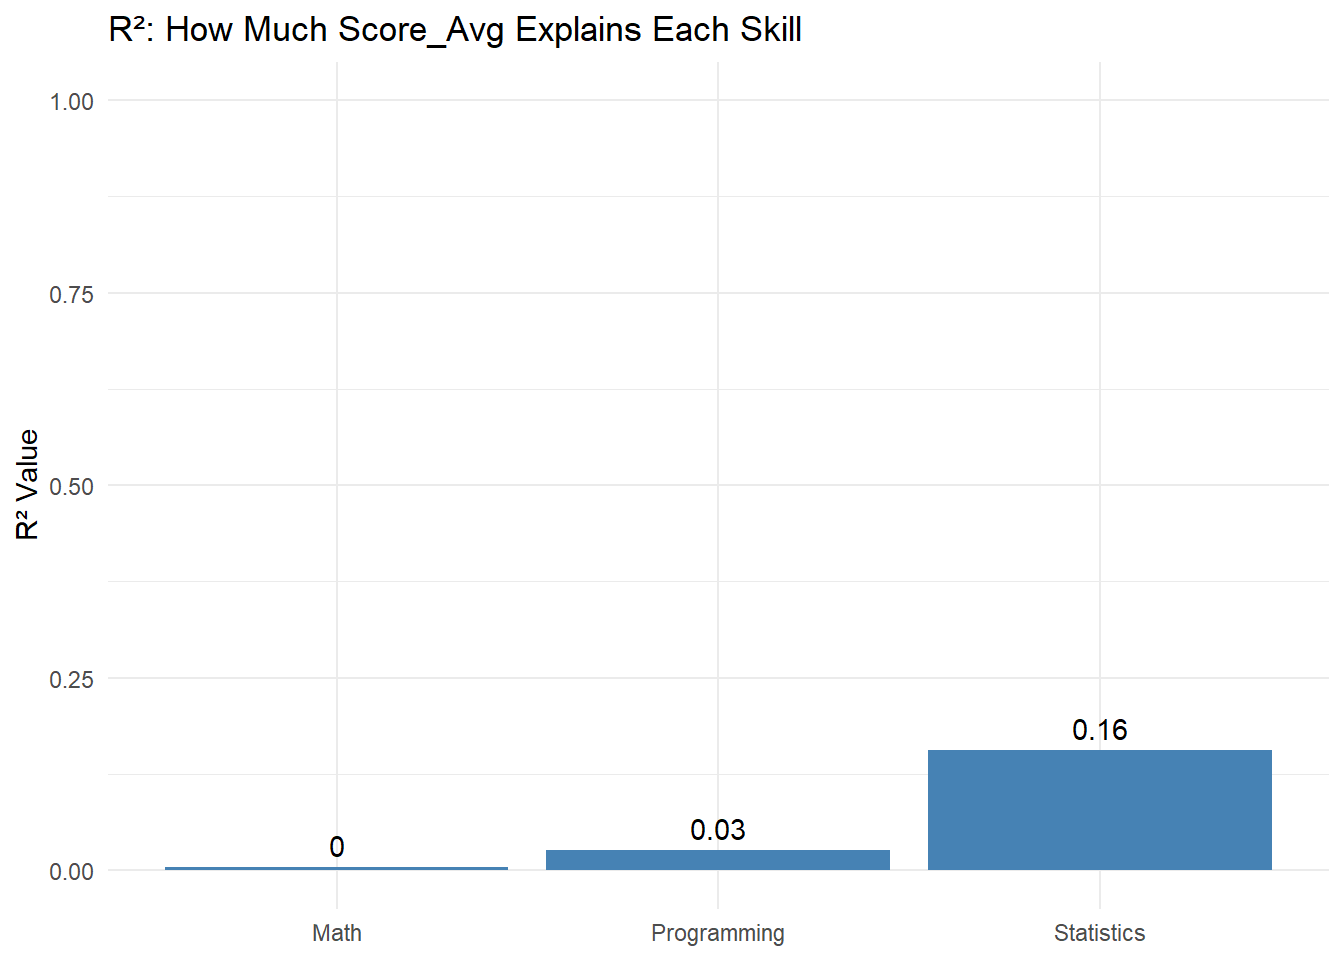 R²: How Much Score_Avg Explains Each Skill
R² Value
1.00
0.75
0.50
0.25
0.00
0
0.03
0.16
Math
Programming
Statistics